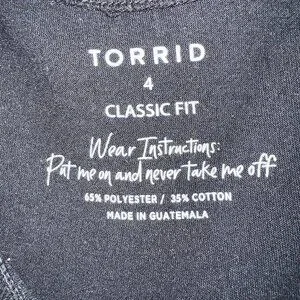 TORRID
4
CLASSIC FIT
Wear Instructions:
Put me on and never take me off
65% POLYESTER / 35% COTTON
MADE IN GUATEMALA